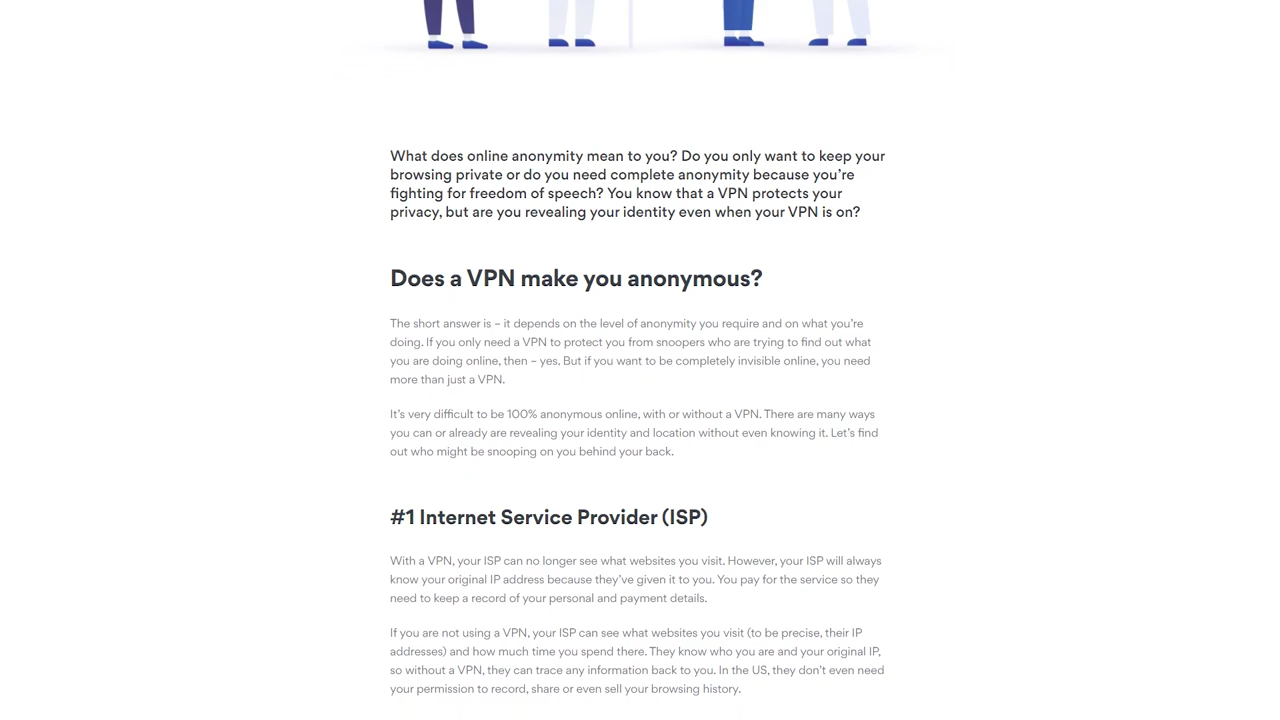 What does online anonymity mean to you? Do you only want to keep your
browsing private or do you need complete anonymity because you’re
fighting for freedom of speech? You know that a VPN protects your
privacy, but are you revealing your identity even when your VPN is on?
Does a VPN make you anonymous?
The short answer is – it depends on the level of anonymity you require and on what you’re
doing. If you only need a VPN to protect you from snoopers who are trying to find out what
you are doing online, then – yes. But if you want to be completely invisible online, you need
more than just a VPN.
It’s very difficult to be 100% anonymous online, with or without a VPN. There are many ways
you can or already are revealing your identity and location without even knowing it. Let’s find
out who might be snooping on you behind your back.
#1 Internet Service Provider (ISP)
With a VPN, your ISP can no longer see what websites you visit. However, your ISP will always
know your original IP address because they’ve given it to you. You pay for the service so they
need to keep a record of your personal and payment details.
If you are not using a VPN, your ISP can see what websites you visit (to be precise, their IP
addresses) and how much time you spend there. They know who you are and your original IP,
so without a VPN, they can trace any information back to you. In the US, they don’t even need
your permission to record, share or even sell your browsing history.